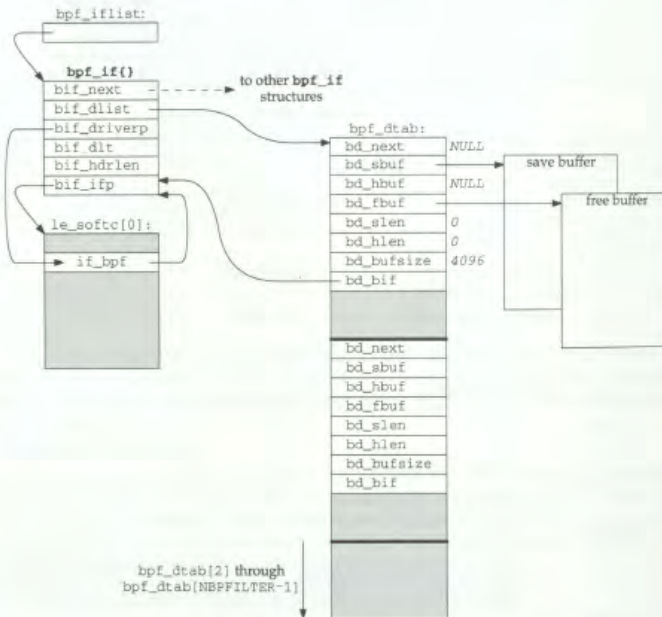 bpf_iflist:
bpf_if{}
bif_next
to other bpf_if
structures
bif_dlist
bif_driverp
bif_dlt
bif_hdrlen
bif_ifp
le_softc[0]:
if_bpf
bpf_dtab:
bd_next NULL
bd_sbuf
bd_hbuf NULL
bd_fbuf
bd_slen 0
bd_hlen 0
bd_bufsize 4096
bd_bif
save buffer
free buffer
bd_next
bd_sbuf
bd_hbuf
bd_fbuf
bd_slen
bd_hlen
bd_bufsize
bd_bif
bpf_dtab[2] through
bpf_dtab[NBPFILTER-1]